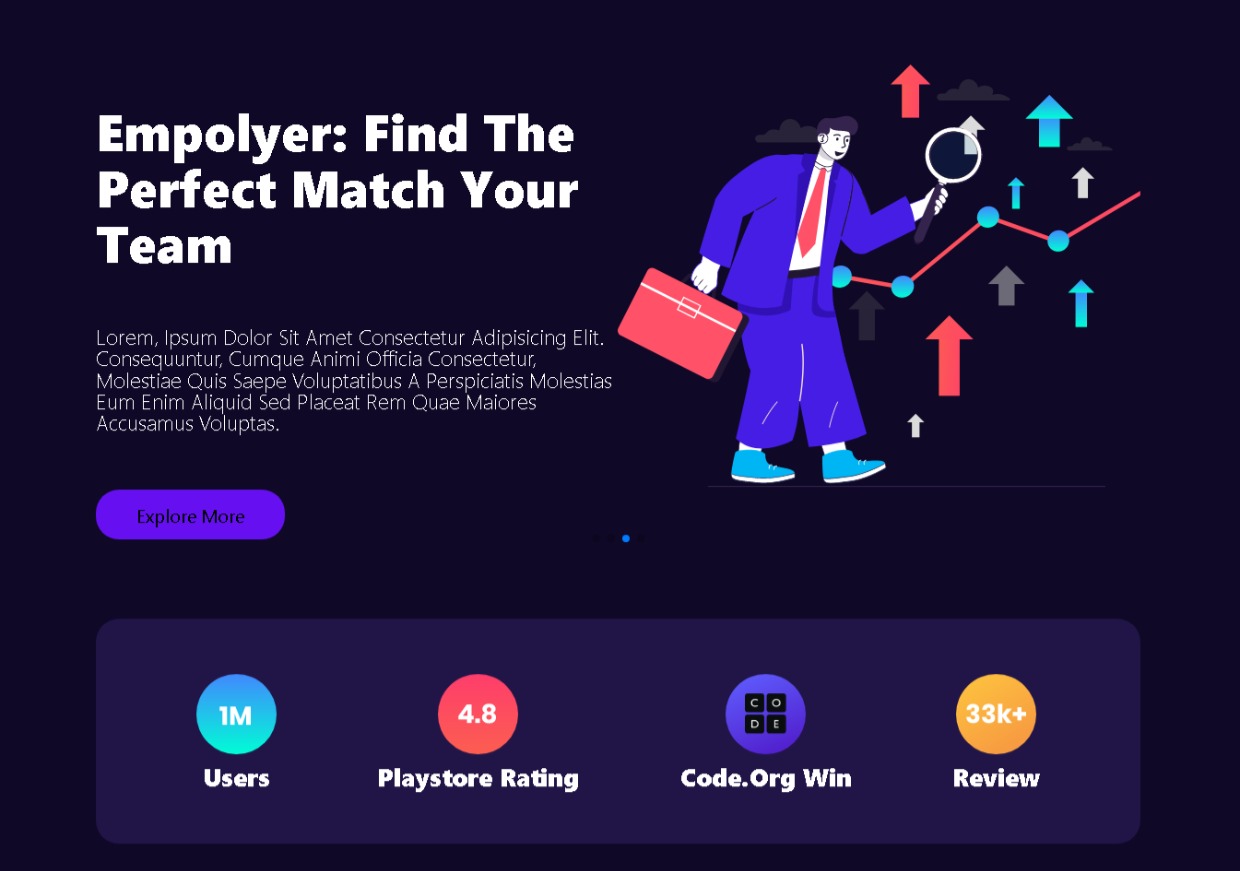 Empolyer: Find The
Perfect Match Your
Team
Lorem, Ipsum Dolor Sit Amet Consectetur Adipisicing Elit.
Consequuntur, Cumque Animi Officia Consectetur,
Molestiae Quis Saepe Voluptatibus A Perspiciatis Molestias
Eum Enim Aliquid Sed Placeat Rem Quae Maiores
Accusamus Voluptas.
Explore More
1M
Users
4.8
Playstore Rating
C O
D E
Code.Org Win
33k+
Review